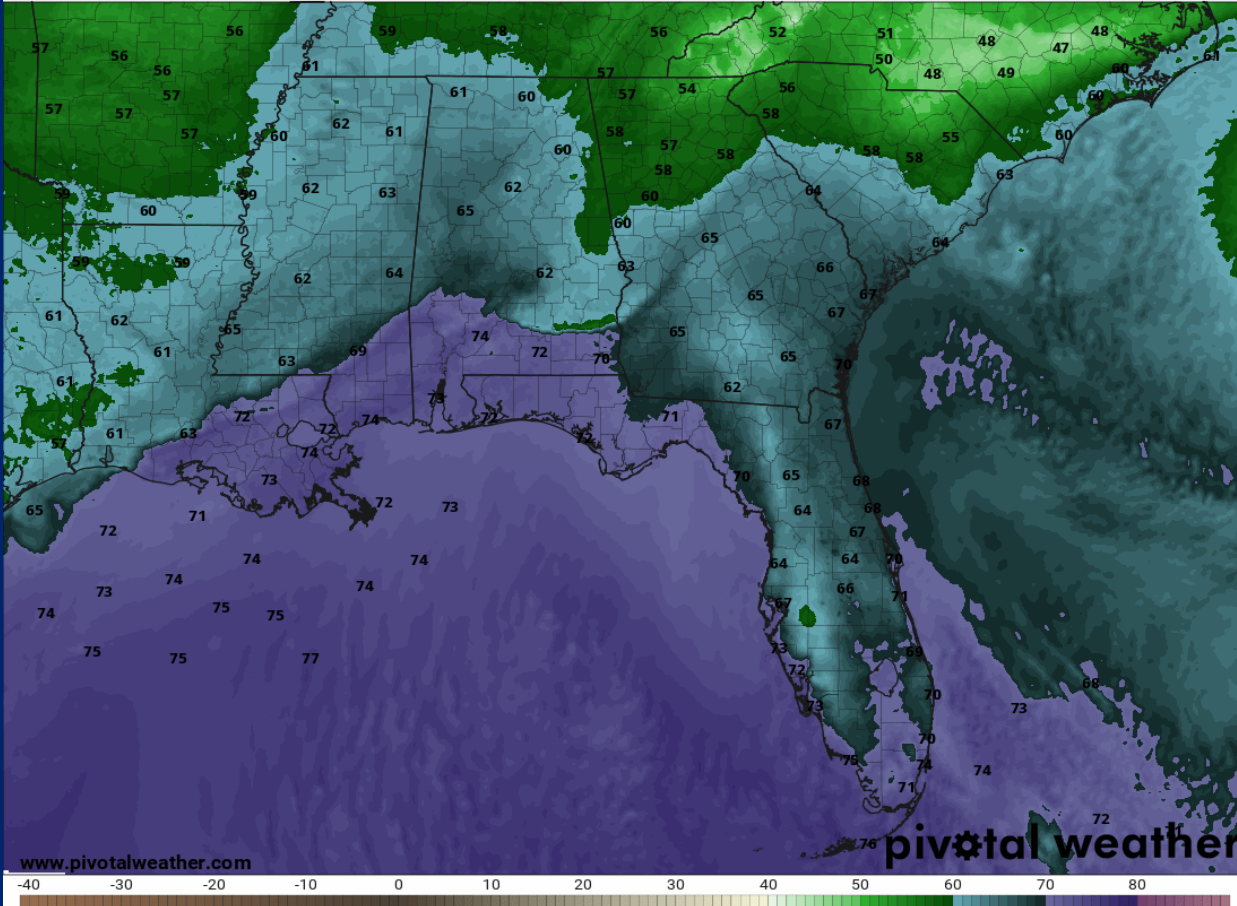 56 59 58 56 52 51 48 48
57 56 56 50 47 61
61 57 48 49 60
57 57 57 61 60 57 54 56 60
57 62 61 58 58 55 60
60 60 57 58 58 58
59 59 62 63 62 58 60 64 63
60 65 60 65 64
59 59 62 64 62 63 66
61 62 65 65 67 67
61 63 69 74 72 70 65 65 70
61 72 74 73 72 71 62
57 61 63 72 74 72 67
65 73 70 65 68
72 71 72 73 64 68 67
74 74 64 64 70
73 74 74 66 71
74 75 75 67
75 75 77 73 72 69
73 70 73 68
75 70 74 74
71 72
76
pivotal weather
www.pivotalweather.com
-40 -30 -20 -10 0 10 20 30 40 50 60 70 80